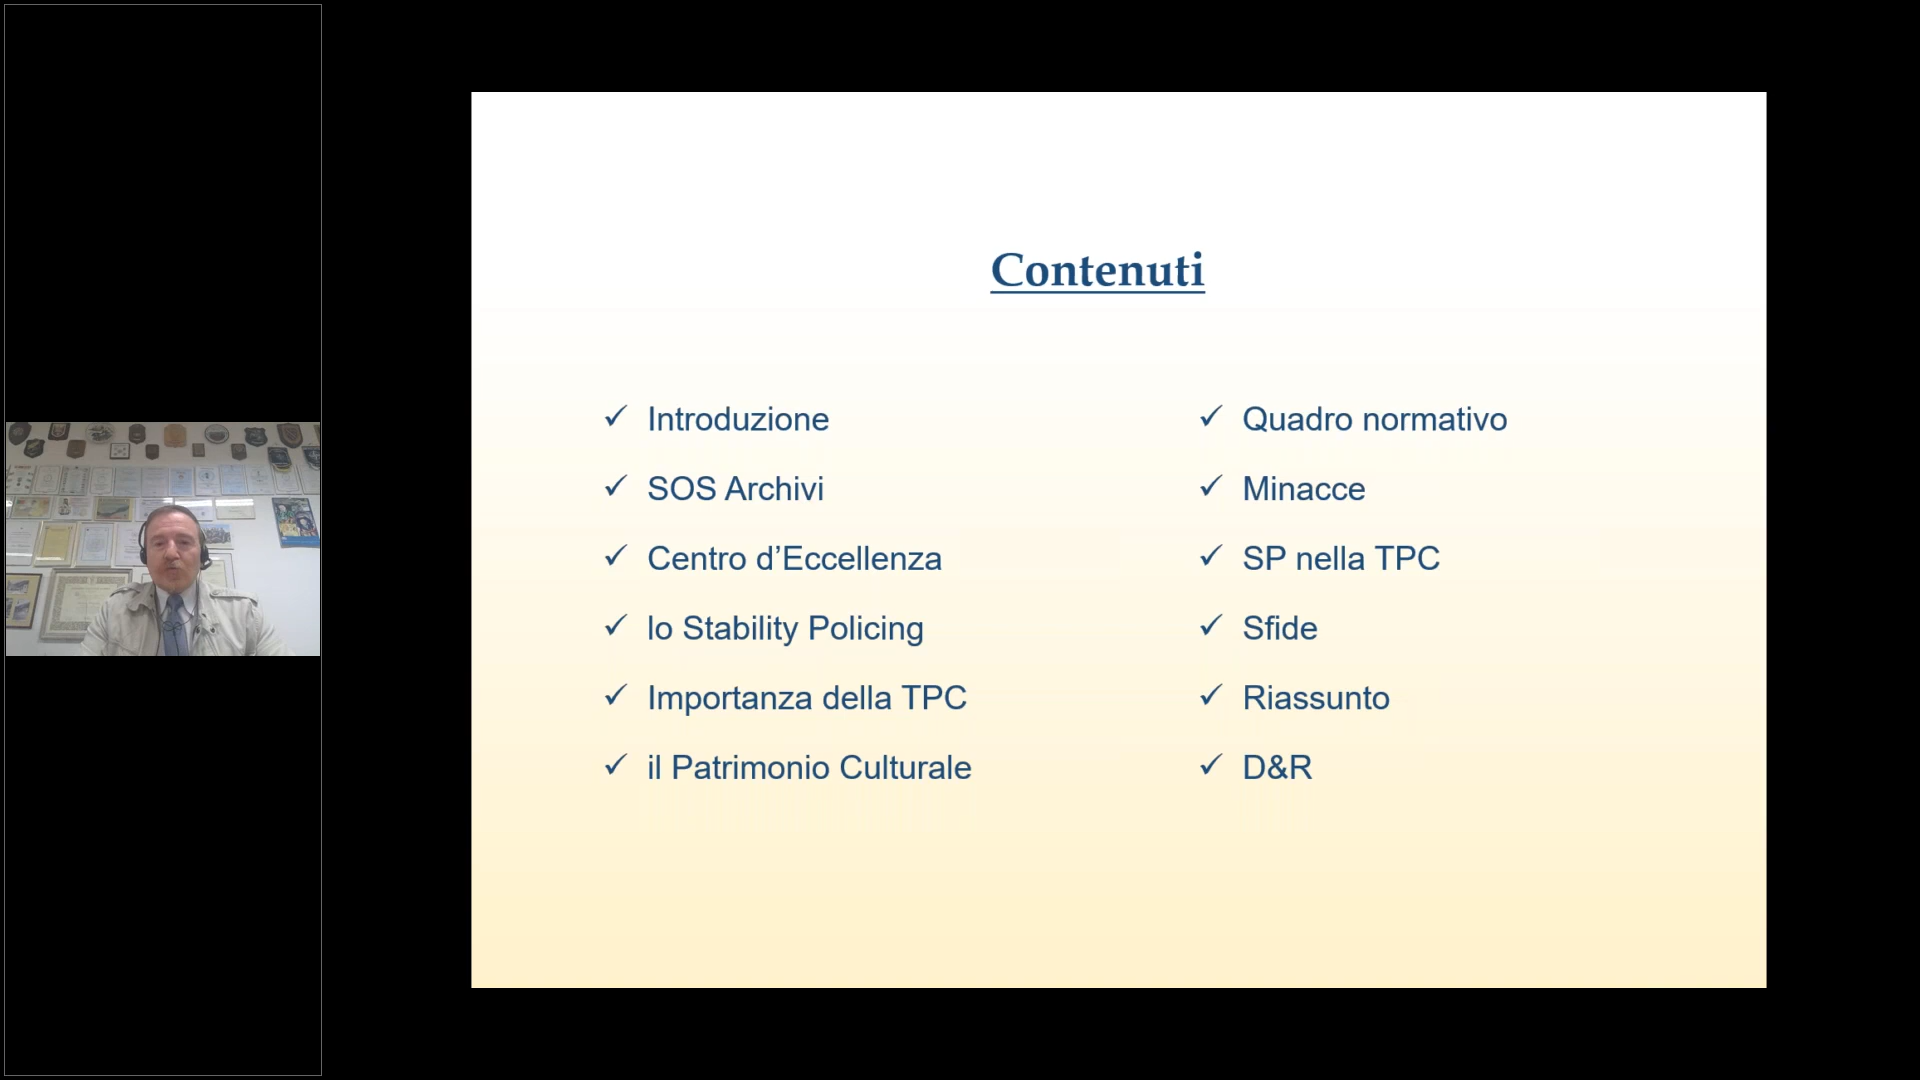 Contenuti
Introduzione
SOS Archivi
Centro d’Eccellenza
lo Stability Policing
Importanza della TPC
il Patrimonio Culturale
Quadro normativo
Minacce
SP nella TPC
Sfide
Riassunto
D&R